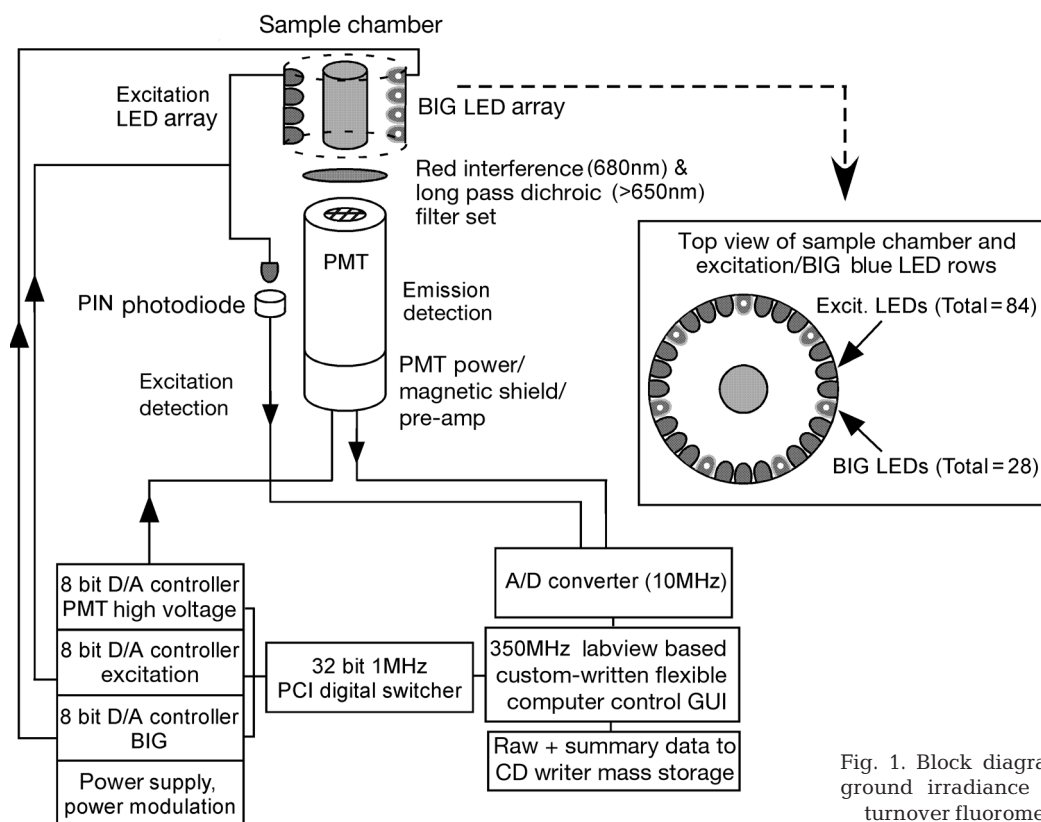 Sample chamber
Excitation
LED array
BIG LED array
Red interference (680nm) &
long pass dichroic (>650nm)
filter set
PMT
PIN photodiode
Emission
detection
Excitation
detection
PMT power/
magnetic shield/
pre-amp
Top view of sample chamber and
excitation/BIG blue LED rows
Excit. LEDs (Total=84)
BIG LEDs (Total=28)
8 bit D/A controller
PMT high voltage
8 bit D/A controller
excitation
8 bit D/A controller
BIG
Power supply,
power modulation
32 bit 1MHz
PCI digital switcher
A/D converter (10MHz)
350MHz labview based
custom-written flexible
computer control GUI
Raw + summary data to
CD writer mass storage
Fig. 1. Block diagra
ground irradiance
turnover fluorome